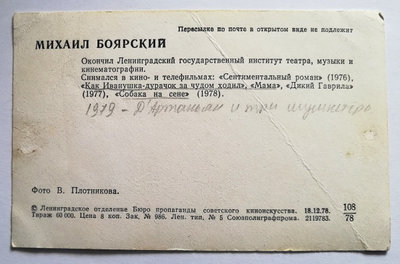 Пересылке по почте в открытом виде не подлежит
МИХАИЛ БОЯРСКИЙ
Окончил Ленинградский государственный институт театра, музыки и
кинематографии.
Снимался в кино- и телефильмах: «Сентиментальный роман» (1976),
«Как Иванушка-дурачок за чудом ходил», «Мама», «Дикий Гаврила»
(1977), «Собака на сене» (1978).
1979 - Д'Артаньян и три мушкетера
Фото В. Плотникова.
© Ленинградское отделение Бюро пропаганды советского киноискусства. 18.12.78. 108
Тираж 60 000. Цена 8 коп. Зак. № 986. Лен. тип. № 5 Союзполиграфпрома. 2119783. 78